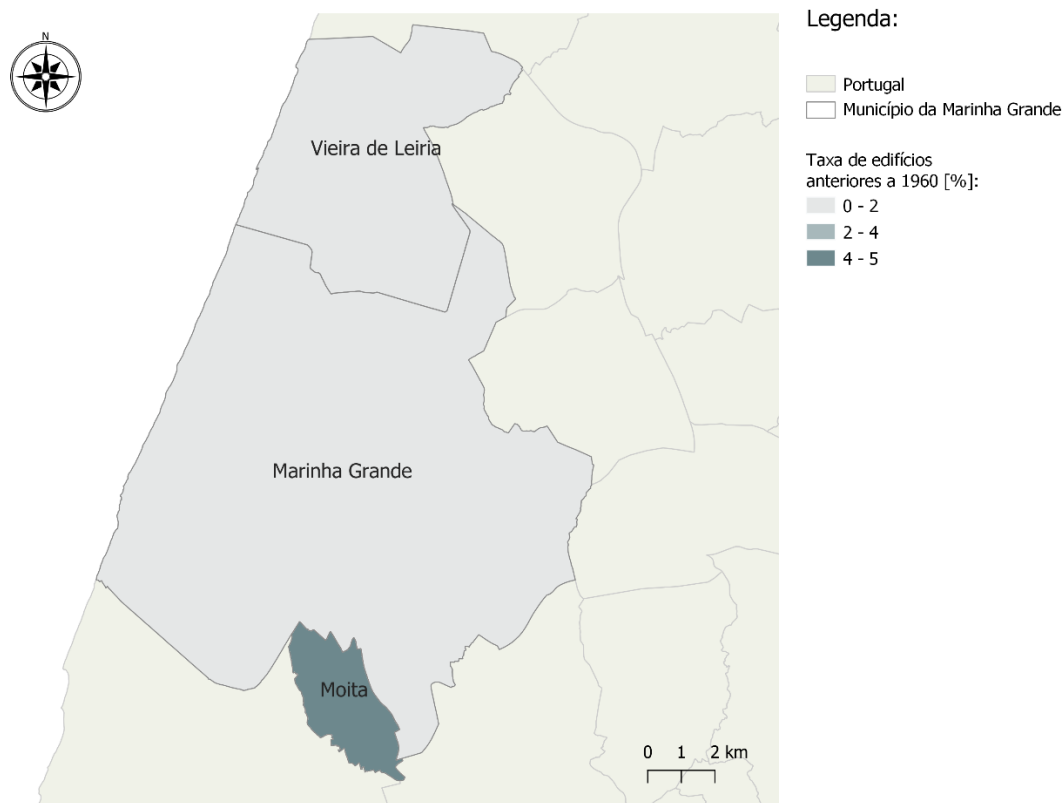 N
Vieira de Leiria
Marinha Grande
Moita
0 1 2 km
Legenda:
Portugal
Município da Marinha Grande
Taxa de edifícios
anteriores a 1960 [%]:
0 - 2
2 - 4
4 - 5